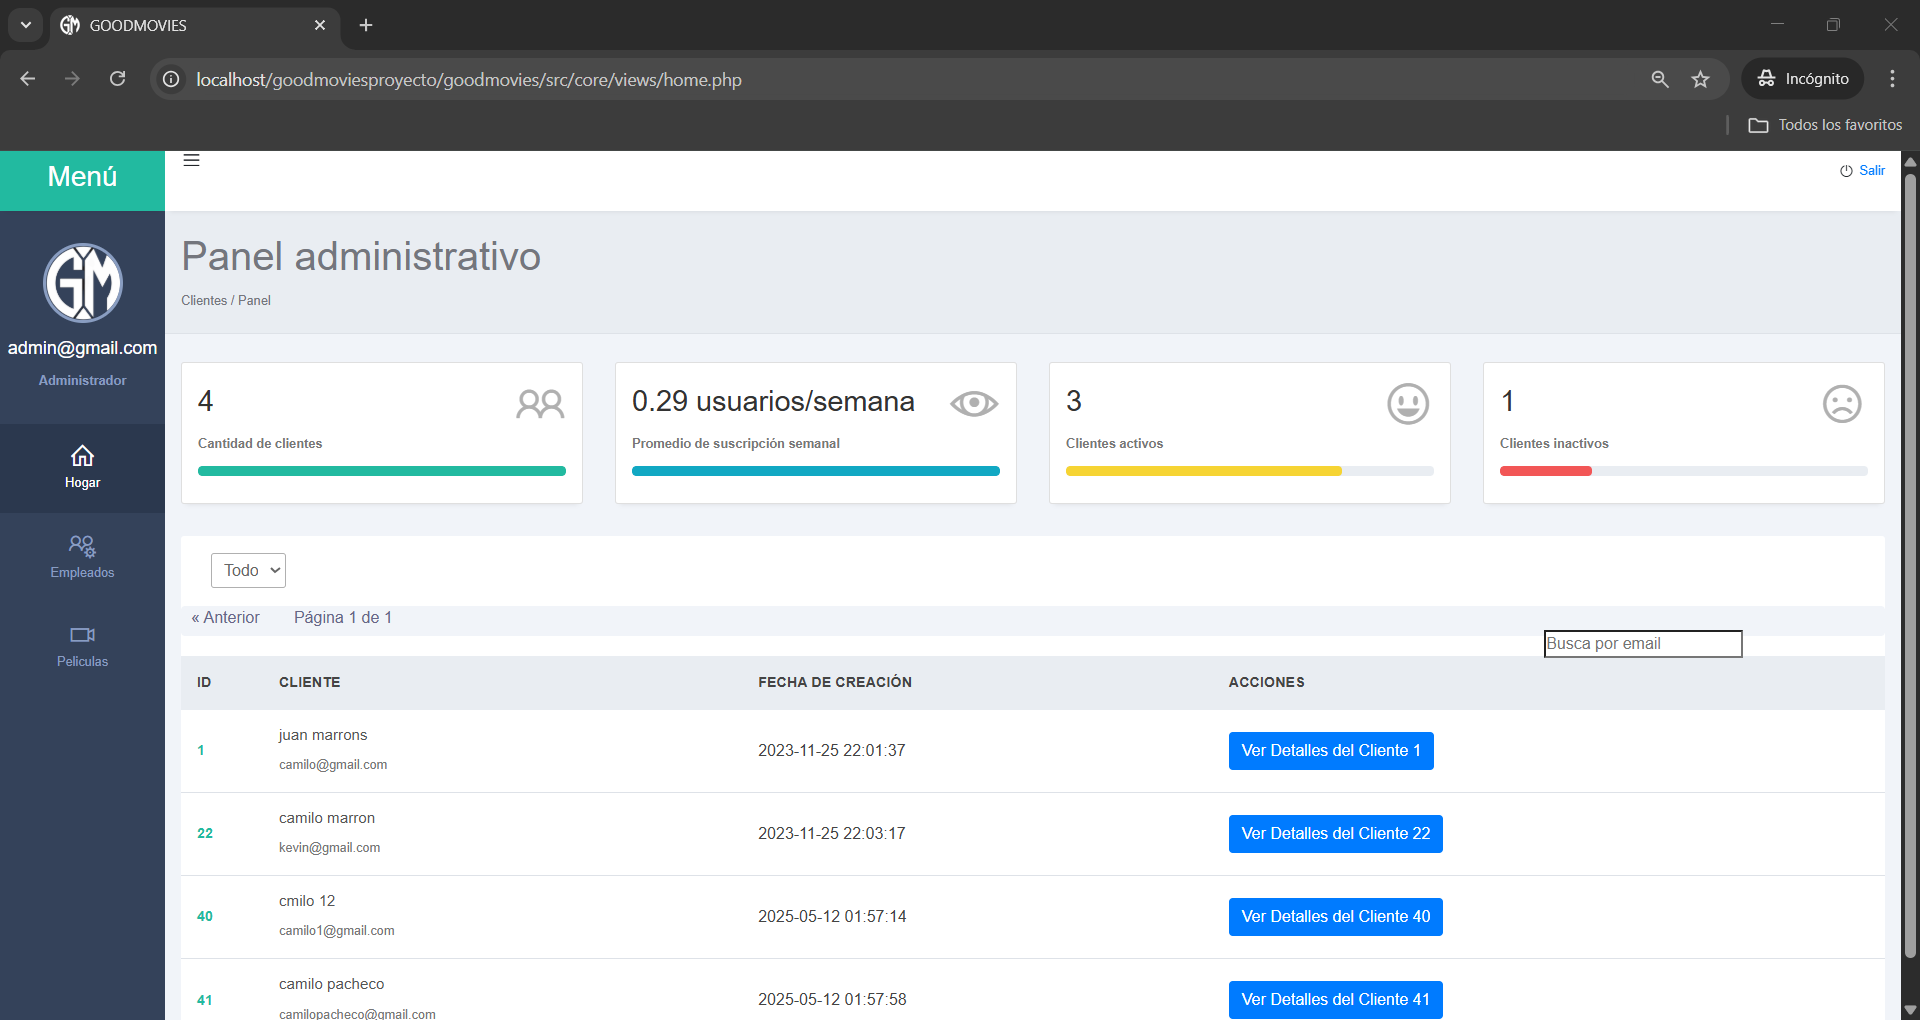 GOODMOVIES
localhost/goodmoviesproyecto/goodmovies/src/core/views/home.php
Incógnito
Todos los favoritos
Menú
Salir
GM
admin@gmail.com
Administrador
Hogar
Empleados
Peliculas
Panel administrativo
Clientes / Panel
4
Cantidad de clientes
0.29 usuarios/semana
Promedio de suscripción semanal
3
Clientes activos
1
Clientes inactivos
Todo
« Anterior Página 1 de 1
Busca por email
ID CLIENTE FECHA DE CREACIÓN ACCIONES
1 juan marrons 2023-11-25 22:01:37 Ver Detalles del Cliente 1
camilo@gmail.com
22 camilo marron 2023-11-25 22:03:17 Ver Detalles del Cliente 22
kevin@gmail.com
40 cmilo 12 2025-05-12 01:57:14 Ver Detalles del Cliente 40
camilo1@gmail.com
41 camilo pacheco 2025-05-12 01:57:58 Ver Detalles del Cliente 41
camilopacheco@gmail.com